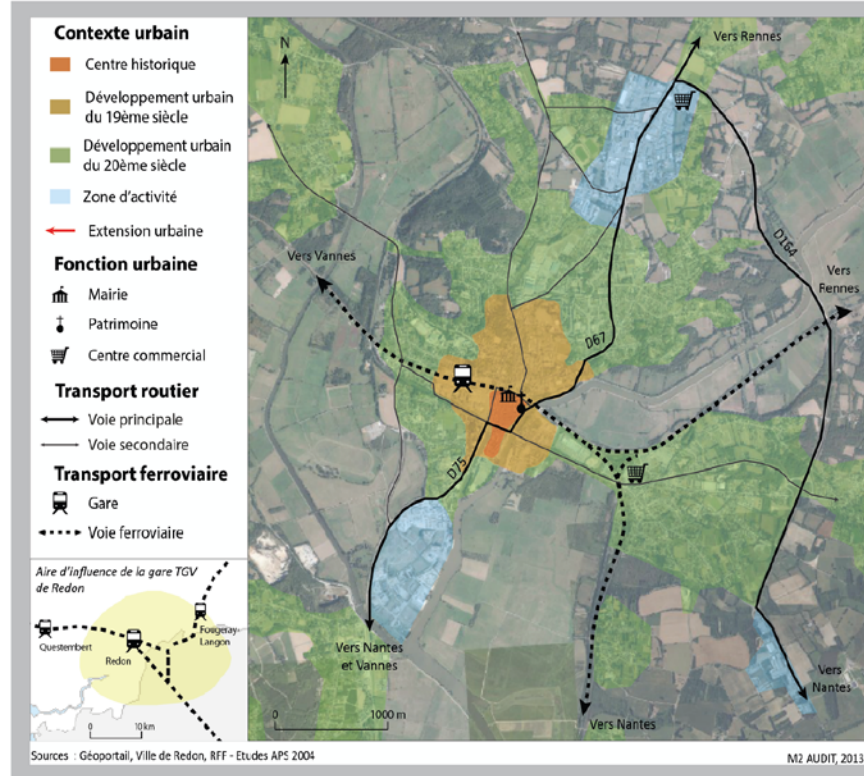 Contexte urbain
Centre historique
Développement urbain
du 19ème siècle
Développement urbain
du 20ème siècle
Zone d'activité
Extension urbaine
Fonction urbaine
Mairie
Patrimoine
Centre commercial
Transport routier
Voie principale
Voie secondaire
Transport ferroviaire
Gare
Voie ferroviaire
Aire d'influence de la gare TGV
de Redon
Questembert
Redon
Fougeray-
Langon
0 10 km
N
Vers Rennes
D164
Vers
Rennes
Vers Vannes
D67
D75
Vers Nantes
et Vannes
Vers Nantes
Vers
Nantes
0 1000 m
Sources : Géoportail, Ville de Redon, RFF - Etudes APS 2004
M2 AUDIT, 2013